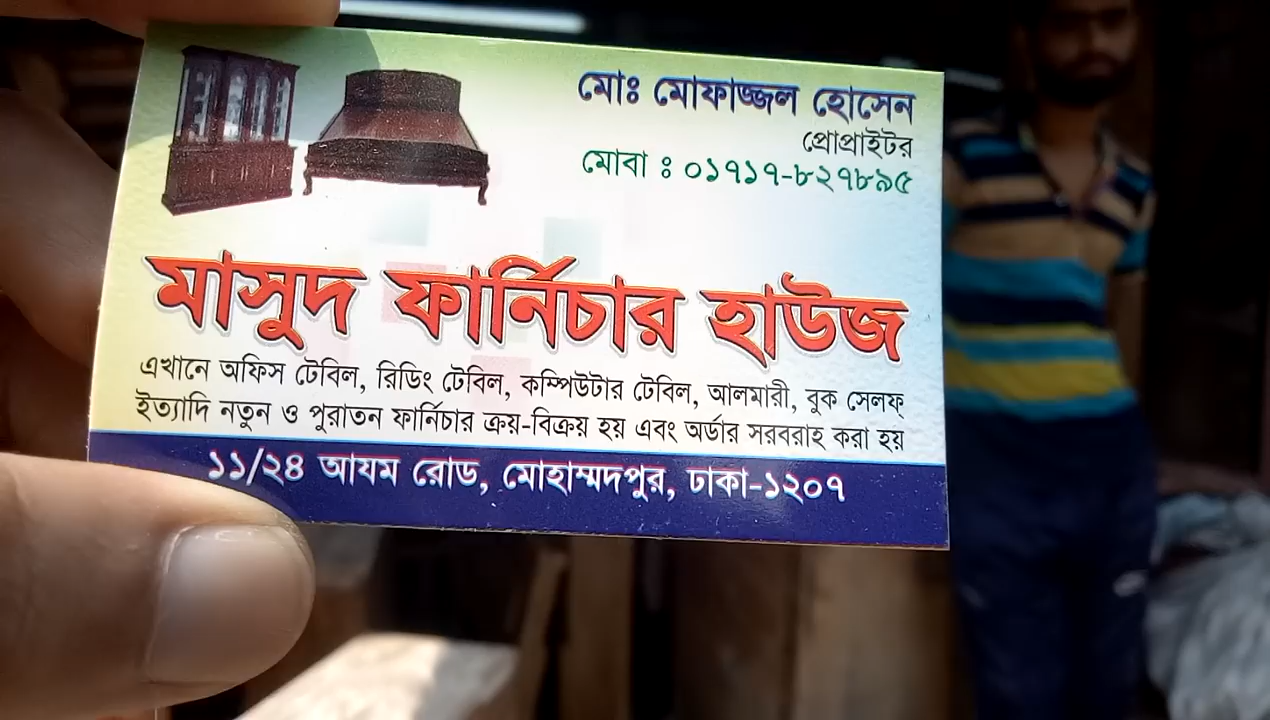 মোঃ মোফাজ্জল হোসেন
প্রোপ্রাইটর
মোবা : ০১৭১৭-৮২৭৮৯৫
মাসুদ ফার্নিচার হাউজ
এখানে অফিস টেবিল, রিডিং টেবিল, কম্পিউটার টেবিল, আলমারী, বুক সেলফ্
ইত্যাদি নতুন ও পুরাতন ফার্নিচার ক্রয়-বিক্রয় হয় এবং অর্ডার সরবরাহ করা হয়
১১/২৪ আযম রোড, মোহাম্মদপুর, ঢাকা-১২০৭